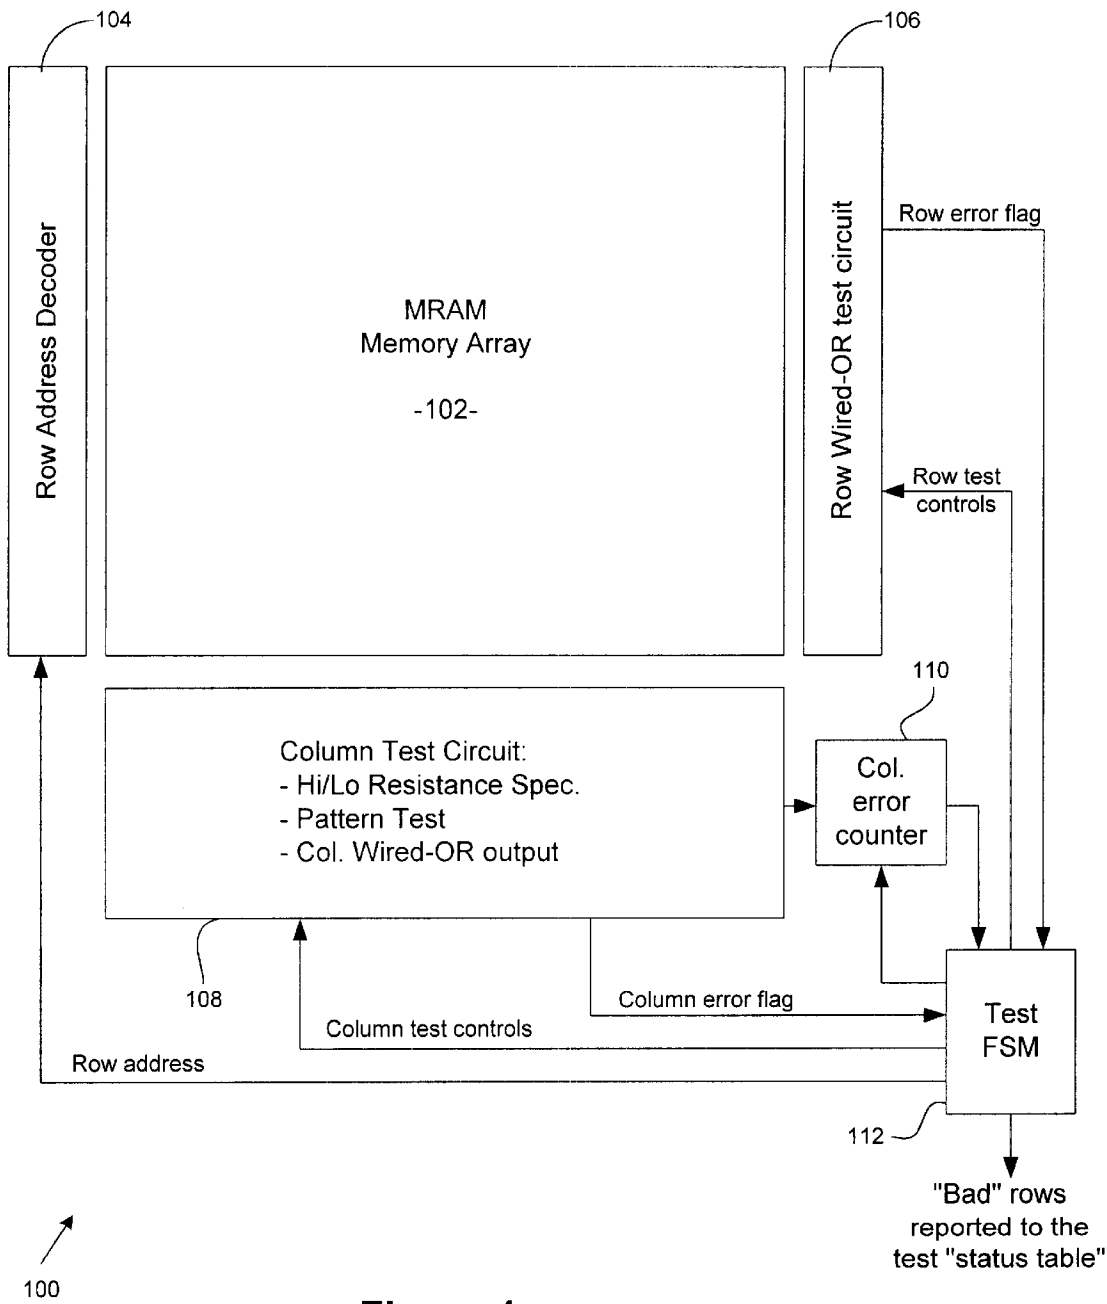 104
106
Row Address Decoder
MRAM
Memory Array
-102-
Row Wired-OR test circuit
Row error flag
Row test
controls
110
Column Test Circuit:
- Hi/Lo Resistance Spec.
- Pattern Test
- Col. Wired-OR output
Col.
error
counter
108
Column error flag
Column test controls
Row address
Test
FSM
112
"Bad" rows
reported to the
test "status table"
100